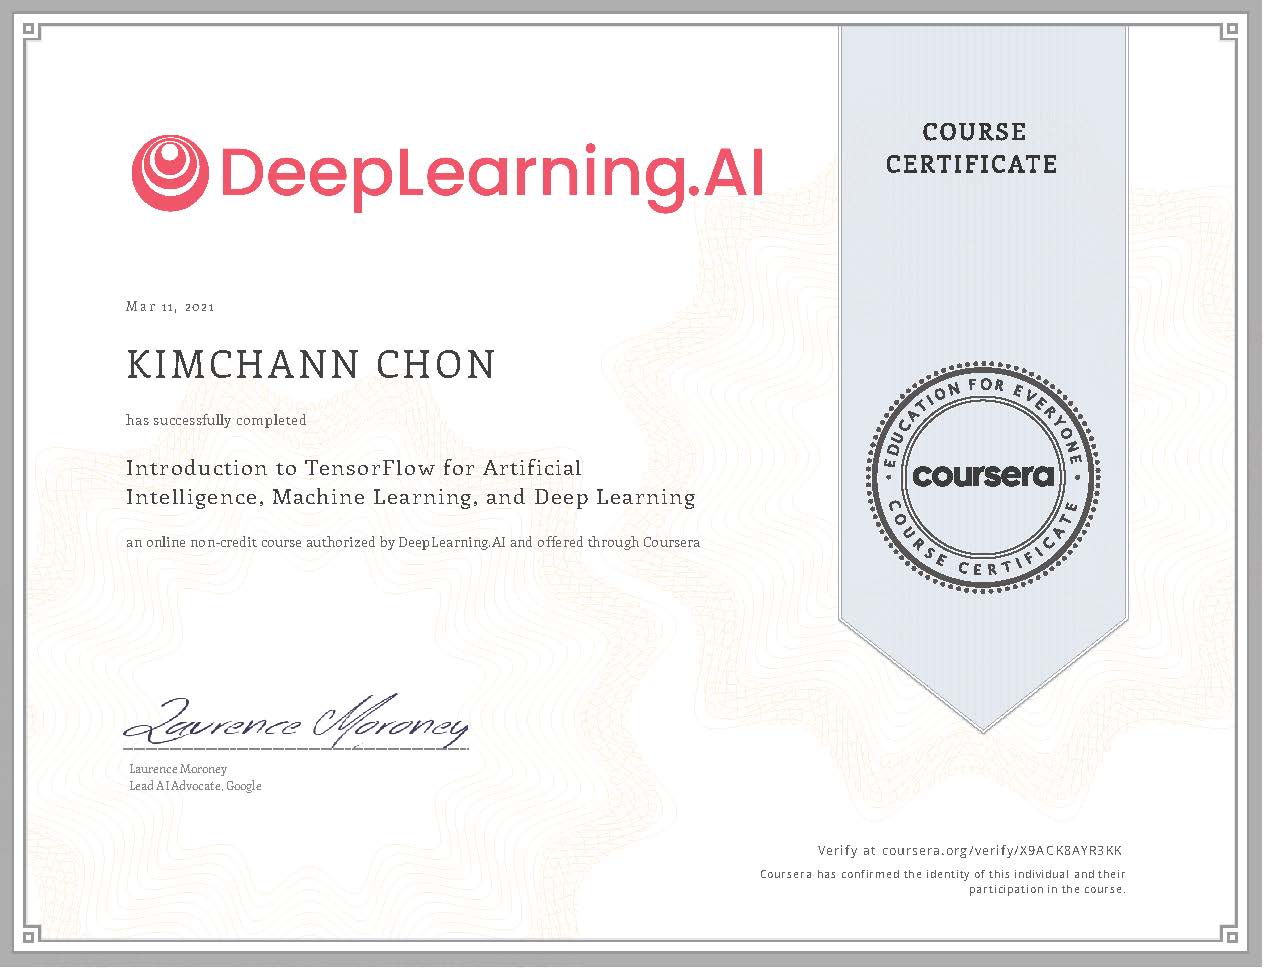 DeepLearning.AI
COURSE
CERTIFICATE
Mar 11, 2021
KIMCHANN CHON
has successfully completed
Introduction to TensorFlow for Artificial
Intelligence, Machine Learning, and Deep Learning
an online non-credit course authorized by DeepLearning.AI and offered through Coursera
EDUCATION FOR EVERYONE
coursera
COURSE CERTIFICATE
Laurence Moroney
Laurence Moroney
Lead AI Advocate, Google
Verify at coursera.org/verify/X9ACK8AYR3KK
Coursera has confirmed the identity of this individual and their
participation in the course.